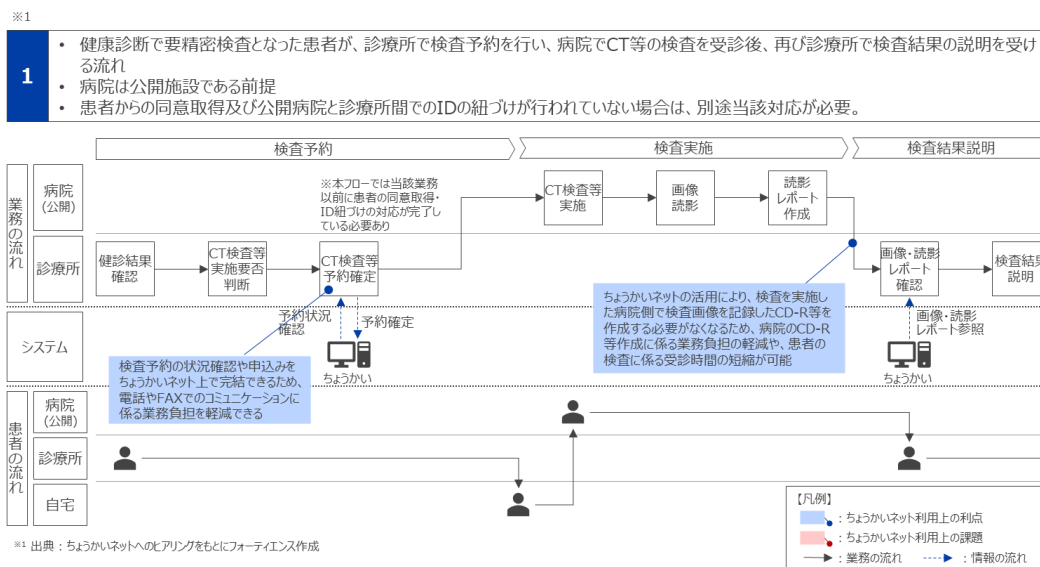 ※1
1
• 健康診断で要精密検査となった患者が、診療所で検査予約を行い、病院でCT等の検査を受診後、再び診療所で検査結果の説明を受け
る流れ
• 病院は公開施設である前提
• 患者からの同意取得及び公開病院と診療所間でのIDの紐づけが行われていない場合は、別途当該対応が必要。
検査予約
検査実施
検査結果説明
業務の流れ
病院
(公開)
診療所
※本フローでは当該業務
以前に患者の同意取得・
ID紐づけの対応が完了し
ている必要あり
CT検査等
実施
画像
読影
読影
レポート
作成
健診結果
確認
CT検査等
実施要否
判断
CT検査等
予約確定
画像・読影
レポート
確認
検査結果
説明
システム
予約状況
確認
予約確定
ちょうかい
画像・読影
レポート参照
ちょうかい
検査予約の状況確認や申込みを
ちょうかいネット上で完結できるため、
電話やFAXでのコミュニケーションに
係る業務負担を軽減できる
ちょうかいネットの活用により、検査を実施し
た病院側で検査画像を記録したCD-R等を
作成する必要がなくなるため、病院のCD-R
等作成に係る業務負担の軽減や、患者の
検査に係る受診時間の短縮が可能
患者の流れ
病院
(公開)
診療所
自宅
【凡例】
：ちょうかいネット利用上の利点
：ちょうかいネット利用上の課題
：業務の流れ
：情報の流れ
※1 出典：ちょうかいネットへのヒアリングをもとにフォーティエンス作成